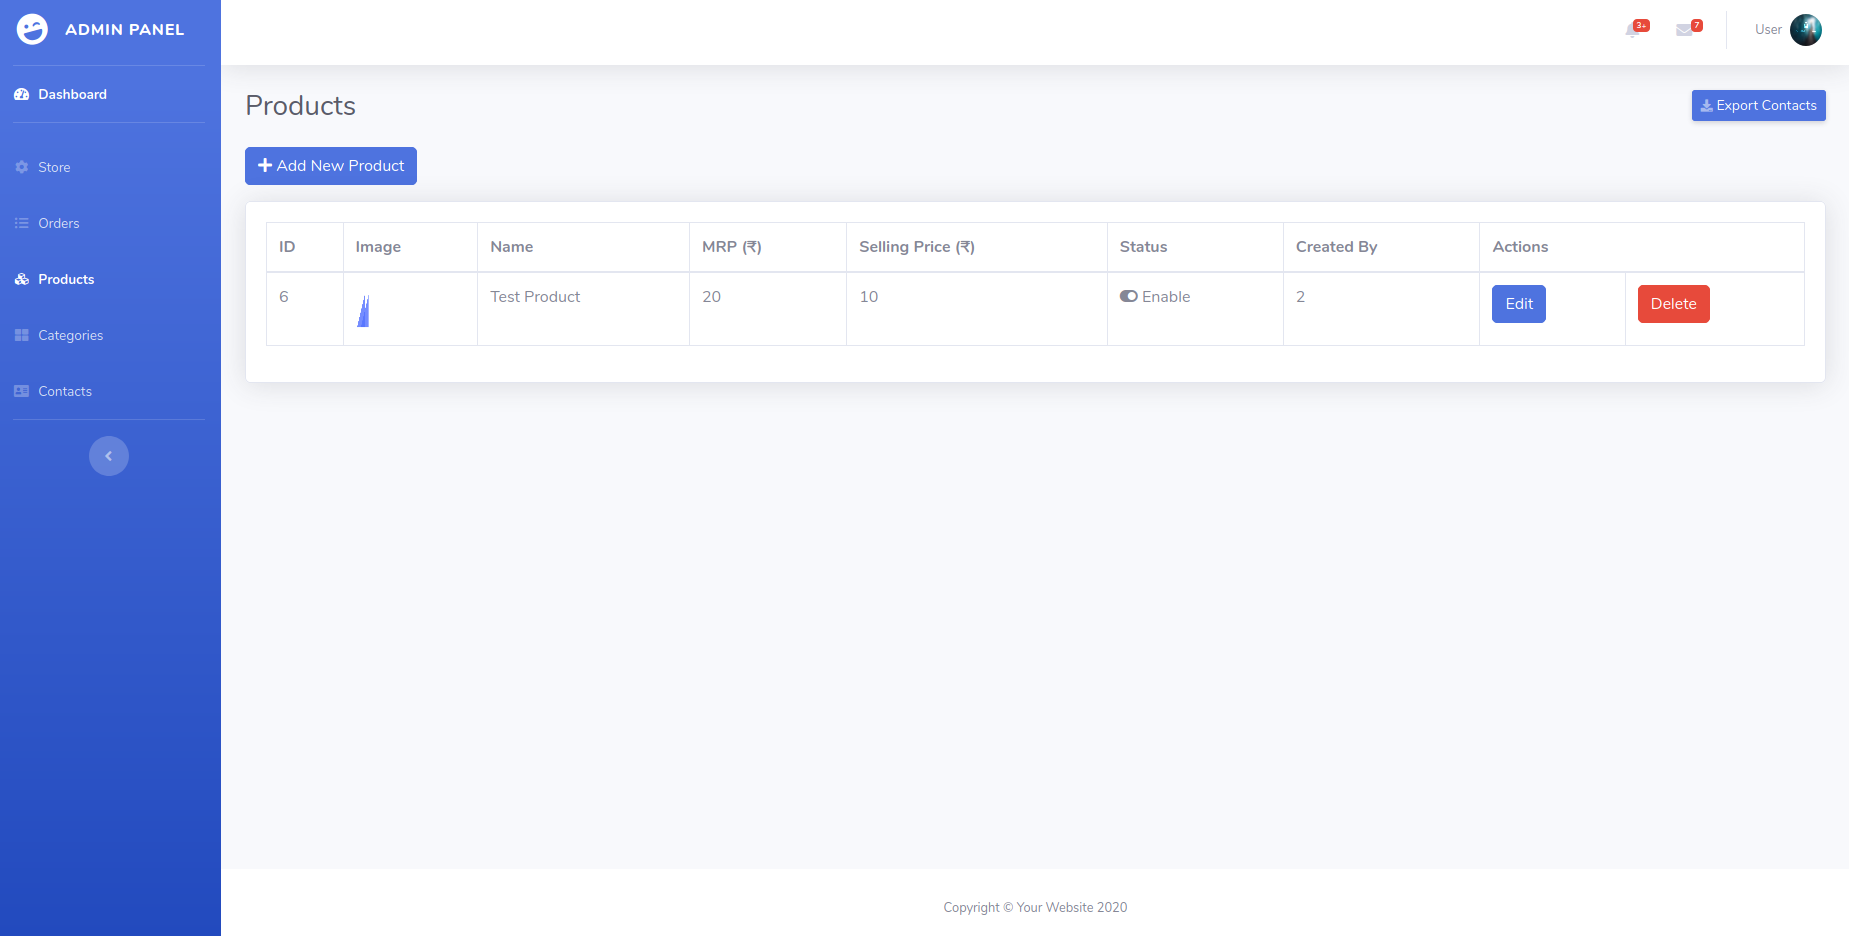 ADMIN PANEL
3+
7
User
Dashboard
Products
Export Contacts
Add New Product
Store
Orders
Products
Categories
Contacts
ID Image Name MRP (₹) Selling Price (₹) Status Created By Actions
6 Test Product 20 10 Enable 2 Edit Delete
Copyright © Your Website 2020